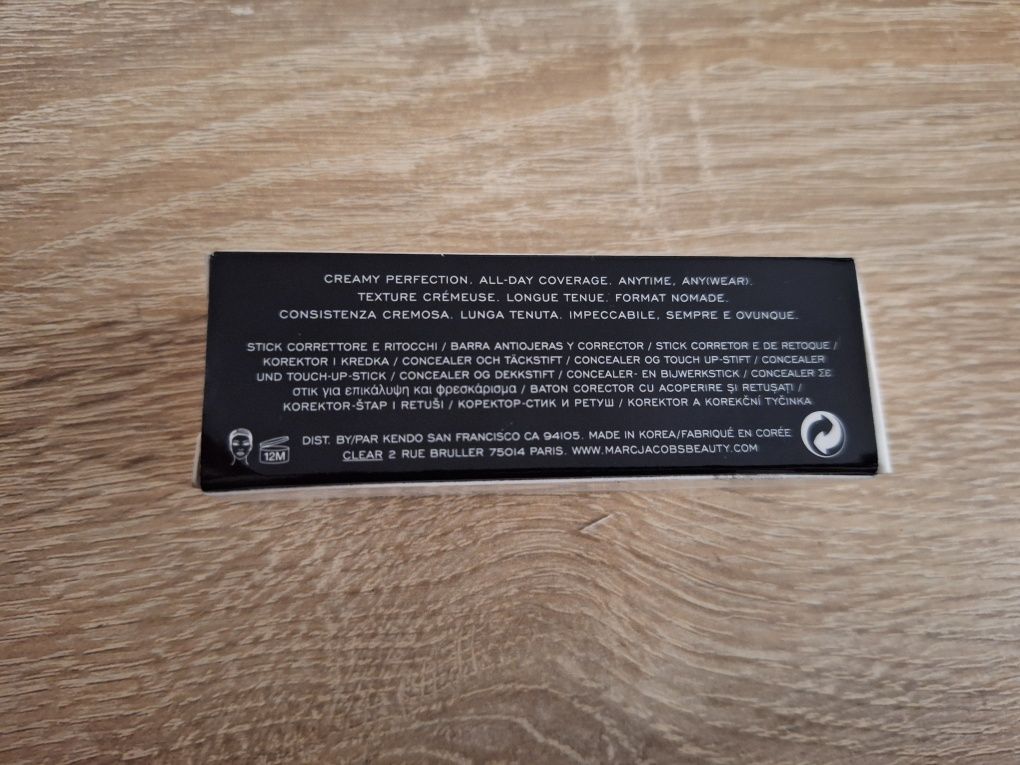 CREAMY PERFECTION. ALL-DAY COVERAGE. ANYTIME, ANY(WEAR).
TEXTURE CRÉMEUSE. LONGUE TENUE. FORMAT NOMADE.
CONSISTENZA CREMOSA. LUNGA TENUTA. IMPECCABILE, SEMPRE E OVUNQUE.
STICK CORRETTORE E RITOCCHI / BARRA ANTIOJERAS Y CORRECTOR / STICK CORRETOR E DE RETOQUE /
KOREKTOR I KREDKA / CONCEALER OCH TÄCKSTIFT / CONCEALER OG TOUCH UP-STIFT / CONCEALER
UND TOUCH-UP-STICK / CONCEALER OG DEKKSTIFT / CONCEALER- EN BIJWERKSTICK / CONCEALER ΣΕ
στικ για επικάλυψη και φρεσκάρισμα / BATON CORECTOR CU ACOPERIRE ȘI RETUȘAȚI /
KOREKTOR-ŠTAP I RETUŠI / КОРЕКТОР-СТИК И РЕТУШ / KOREKTOR A KOREKČNÍ TYČINKA
12M
DIST. BY/PAR KENDO SAN FRANCISCO CA 94105. MADE IN KOREA/FABRIQUÉ EN CORÉE
CLEAR 2 RUE BRULLER 75014 PARIS. WWW.MARCJACOBSBEAUTY.COM